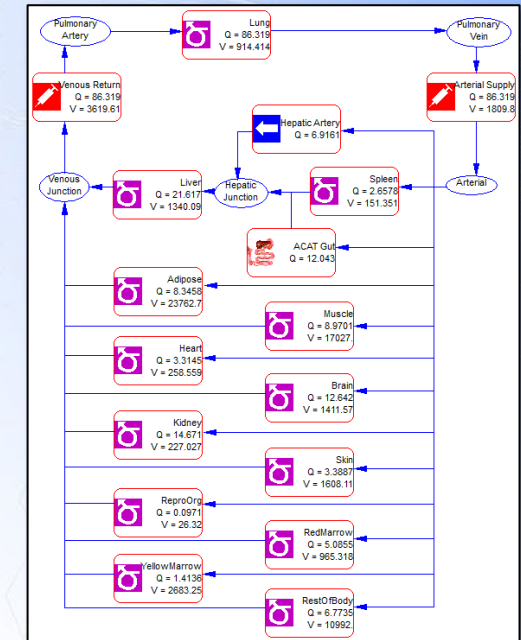 Pulmonary
Artery
Lung
Q = 86.319
V = 914.414
Pulmonary
Vein
Venous Return
Q = 86.319
V = 3619.61
Arterial Supply
Q = 86.319
V = 1809.8
Hepatic Artery
Q = 6.9161
Venous
Junction
Liver
Q = 21.617
V = 1340.09
Hepatic
Junction
Spleen
Q = 2.6578
V = 151.351
Arterial
ACAT Gut
Q = 12.043
Adipose
Q = 8.3458
V = 23762.7
Muscle
Q = 8.9701
V = 17027.
Heart
Q = 3.3145
V = 258.559
Brain
Q = 12.642
V = 1411.57
Kidney
Q = 14.671
V = 227.027
Skin
Q = 3.3887
V = 1608.11
ReproOrg
Q = 0.0971
V = 26.32
RedMarrow
Q = 5.0855
V = 965.318
YellowMarrow
Q = 1.4136
V = 2683.25
RestOfBody
Q = 6.7735
V = 10992.